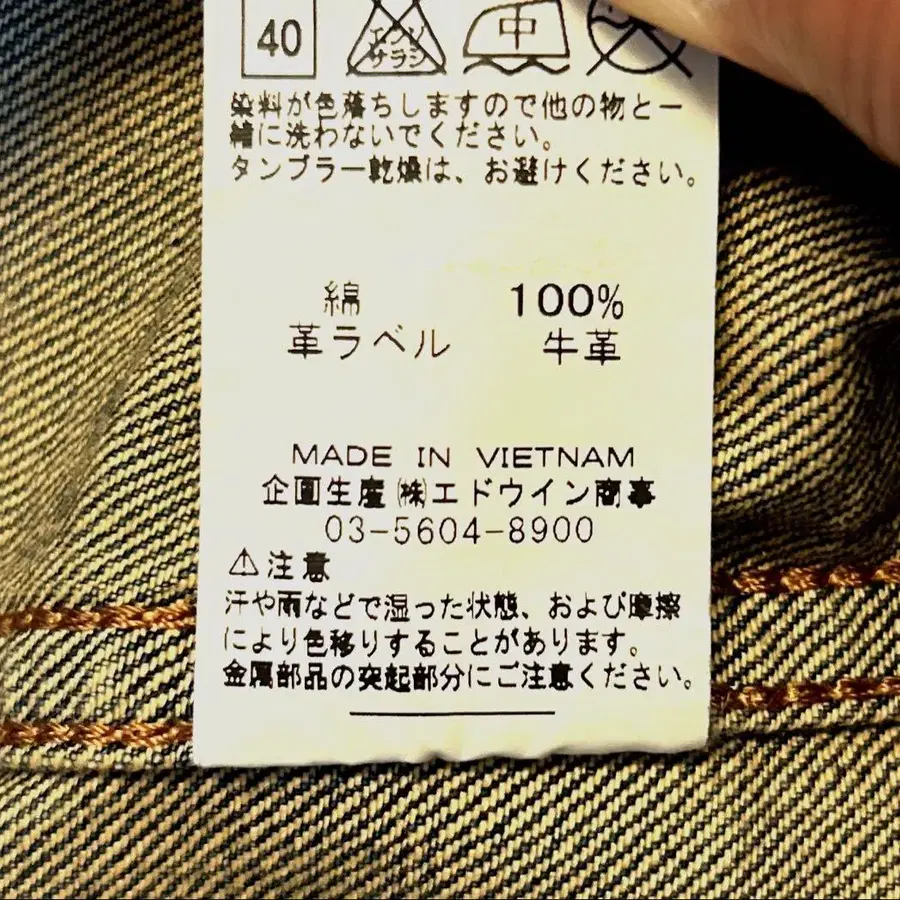 40
エンソ
サラシ
中
染料が色落ちしますので他の物と一
緒に洗わないでください。
タンブラー乾燥は、お避けください。
綿 100%
革ラベル 牛革
MADE IN VIETNAM
企画生産 ㈱エドウイン商事
03-5604-8900
⚠注意
汗や雨などで湿った状態、および摩擦
により色移りすることがあります。
金属部品の突起部分にご注意ください。